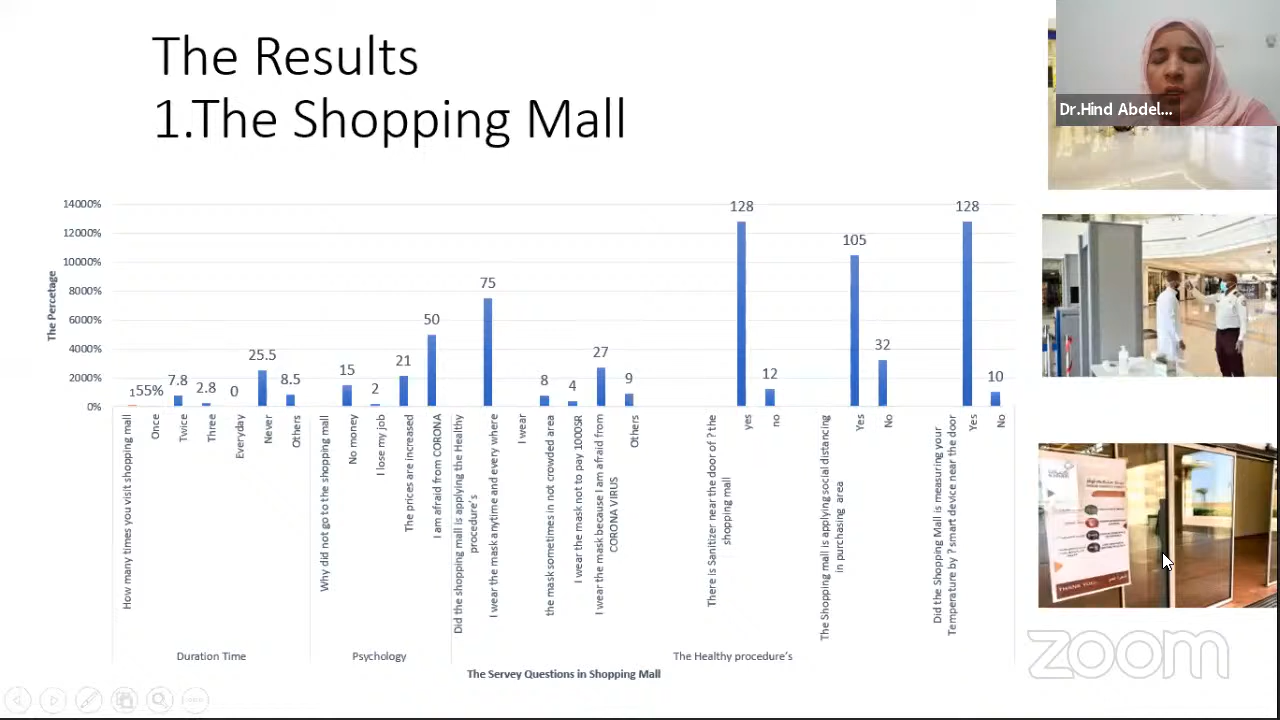 The Results
1.The Shopping Mall
Dr.Hind Abdel...
14000%
12000%
10000%
8000%
6000%
4000%
2000%
0%
The Percetage
155%
7.8
2.8
0
25.5
8.5
15
2
21
50
75
8
4
27
9
128
12
105
32
128
10
How many times you visit shopping mall
Once
Twice
Three
Everyday
Never
Others
Why did not go to the shopping mall
No money
I lose my job
The prices are increased
I am afraid from CORONA
Did the shopping mall is applying the Healthy
procedure's
I wear the mask anytime and every where
I wear
the mask sometimes in not crowded area
I wear the mask not to pay 1000SR
I wear the mask because I am afraid from
CORONA VIRUS
Others
There is Sanitizer near the door of ? the
shopping mall
yes
no
The Shopping mall is applying social distancing
in purchasing area
Yes
No
Did the Shopping Mall is measuring your
Temperature by ? smart device near the door
Yes
No
Duration Time
Psychology
The Healthy procedure's
The Servey Questions in Shopping Mall
THANK YOU
zoom